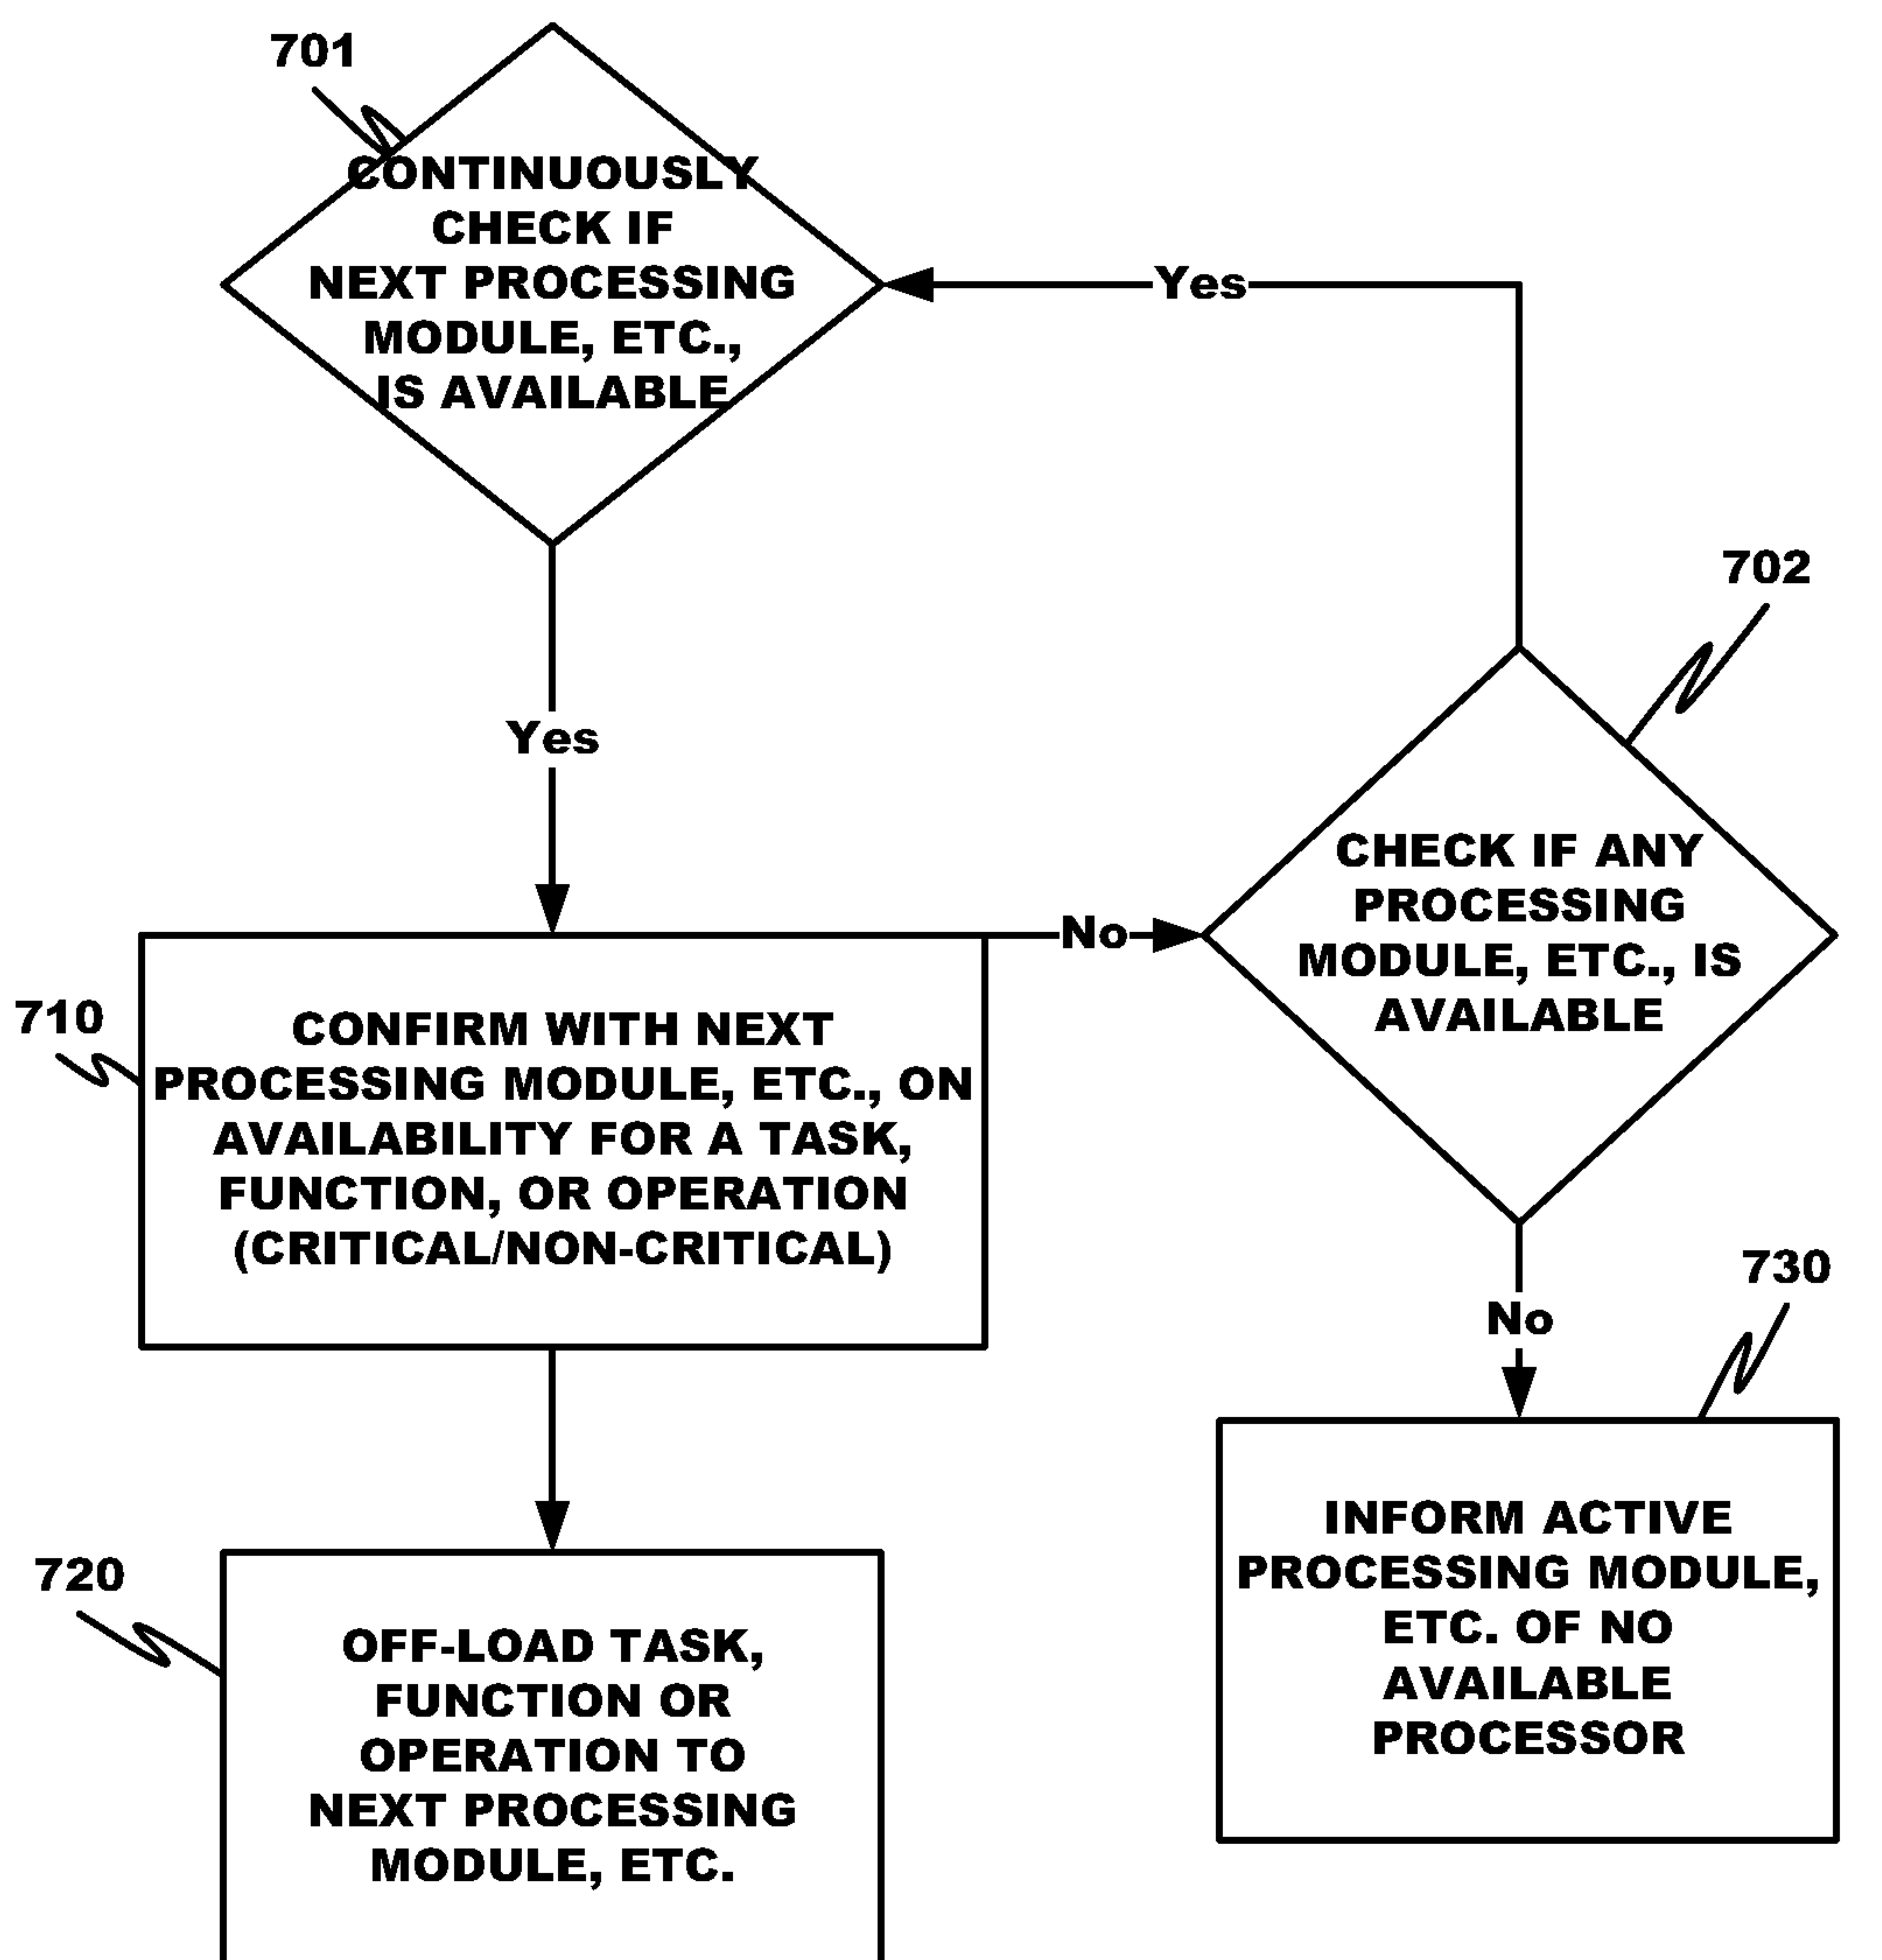 701
CONTINUOUSLY
CHECK IF
NEXT PROCESSING
MODULE, ETC.,
IS AVAILABLE
Yes
Yes
702
CHECK IF ANY
PROCESSING
MODULE, ETC., IS
AVAILABLE
No
710
CONFIRM WITH NEXT
PROCESSING MODULE, ETC., ON
AVAILABILITY FOR A TASK,
FUNCTION, OR OPERATION
(CRITICAL/NON-CRITICAL)
No
730
INFORM ACTIVE
PROCESSING MODULE,
ETC. OF NO
AVAILABLE
PROCESSOR
720
OFF-LOAD TASK,
FUNCTION OR
OPERATION TO
NEXT PROCESSING
MODULE, ETC.